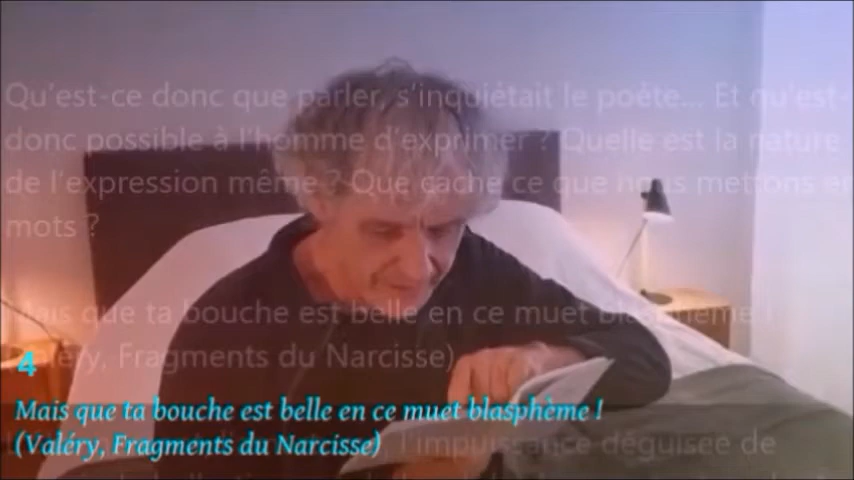 Qu'est-ce donc que parler, s'inquiétait le poète... Et qu'est-
donc possible à l'homme d'exprimer ? Quelle est la nature
de l'expression même ? Que cache ce que nous mettons en
mots ?
Mais que ta bouche est belle en ce muet blasphème !
(Valéry, Fragments du Narcisse)
4
Mais que ta bouche est belle en ce muet blasphème !
(Valéry, Fragments du Narcisse)
l'impuissance déguisée de